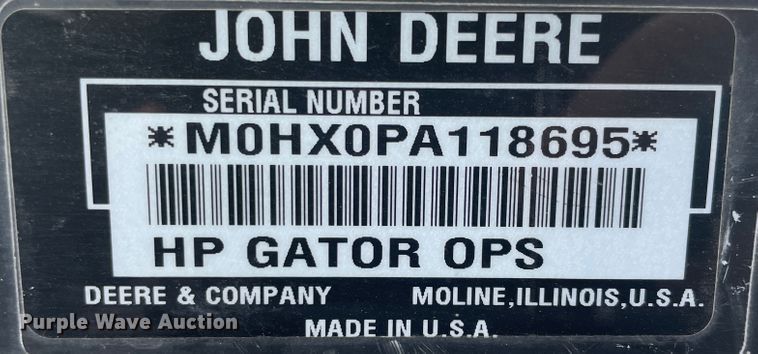 JOHN DEERE
SERIAL NUMBER
*M0HX0PA118695*
HP GATOR OPS
DEERE & COMPANY MOLINE,ILLINOIS,U.S.A.
Purple Wave Auction
MADE IN U.S.A.